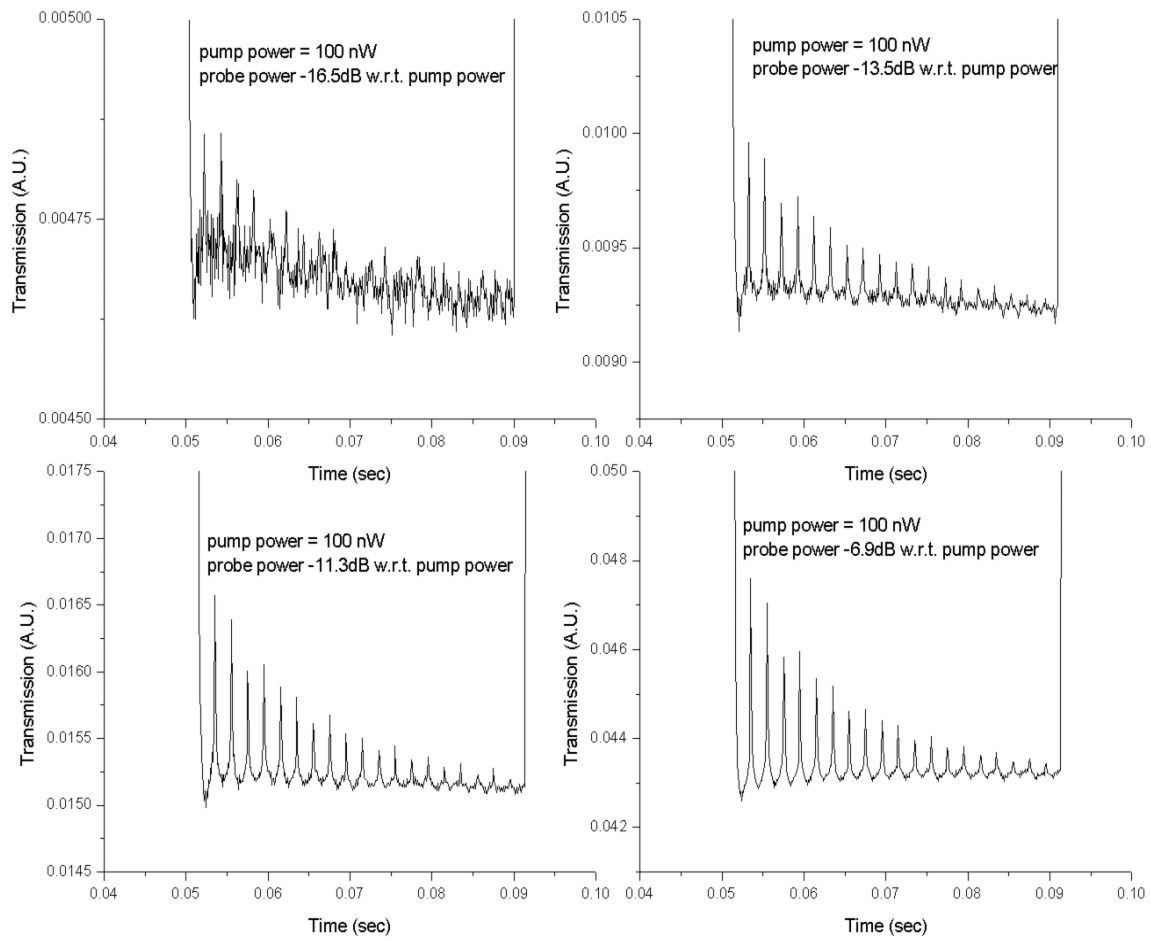 pump power = 100 nW
probe power -16.5dB w.r.t. pump power
Transmission (A.U.)
0.00500
0.00475
0.00450
0.04 0.05 0.06 0.07 0.08 0.09 0.10
Time (sec)
pump power = 100 nW
probe power -13.5dB w.r.t. pump power
Transmission (A.U.)
0.0105
0.0100
0.0095
0.0090
0.04 0.05 0.06 0.07 0.08 0.09 0.10
Time (sec)
pump power = 100 nW
probe power -11.3dB w.r.t. pump power
Transmission (A.U.)
0.0175
0.0170
0.0165
0.0160
0.0155
0.0150
0.0145
0.04 0.05 0.06 0.07 0.08 0.09 0.10
Time (sec)
pump power = 100 nW
probe power -6.9dB w.r.t. pump power
Transmission (A.U.)
0.050
0.048
0.046
0.044
0.042
0.04 0.05 0.06 0.07 0.08 0.09 0.10
Time (sec)